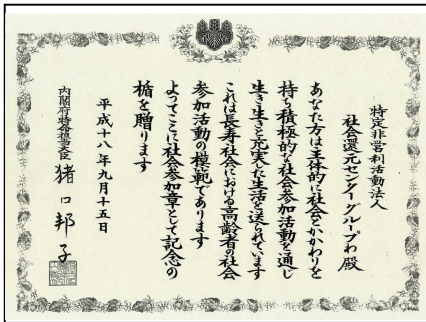 特定非営利活動法人
社会還元センターグループわ 殿
あなた方は主体的に社会とかかわりを
持ち積極的な社会参加活動を通じ
生き生きと充実した生活を送られています
これは長寿社会における高齢者の社会
参加活動の模範であります
よってここに社会参加章として記念の
楯を贈ります
平成十八年九月十五日
内閣府特命担当大臣 猪口邦子